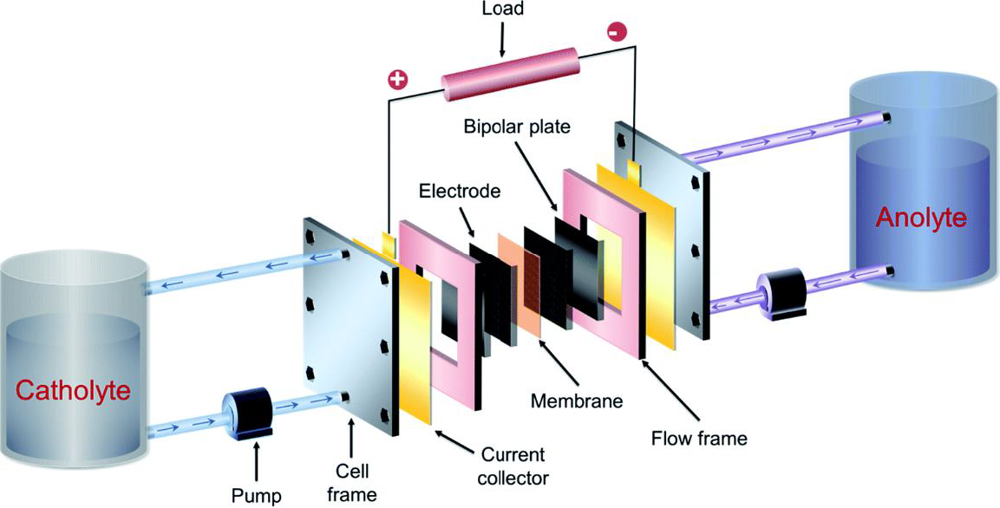 Load
+
-
Bipolar plate
Electrode
Anolyte
Catholyte
Membrane
Flow frame
Current
collector
Cell
frame
Pump